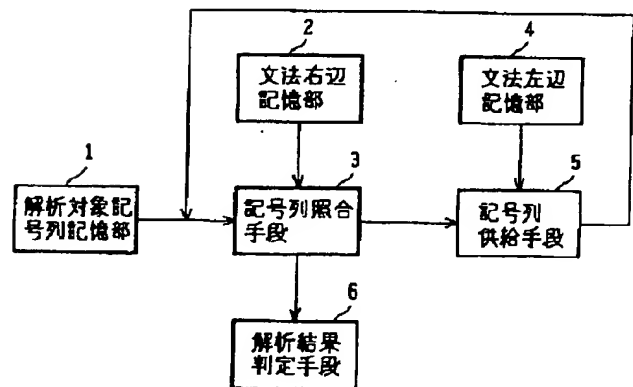 2
文法右辺
記憶部
4
文法左辺
記憶部
1
解析対象記
号列記憶部
3
記号列照合
手段
5
記号列
供給手段
6
解析結果
判定手段